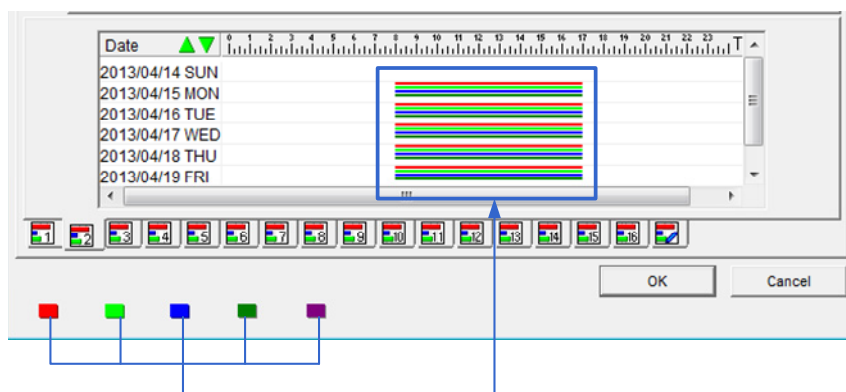 Date 0 1 2 3 4 5 6 7 8 9 10 11 12 13 14 15 16 17 18 19 20 21 22 23 T
2013/04/14 SUN
2013/04/15 MON
2013/04/16 TUE
2013/04/17 WED
2013/04/18 THU
2013/04/19 FRI
1 2 3 4 5 6 7 8 9 10 11 12 13 14 15 16
OK Cancel